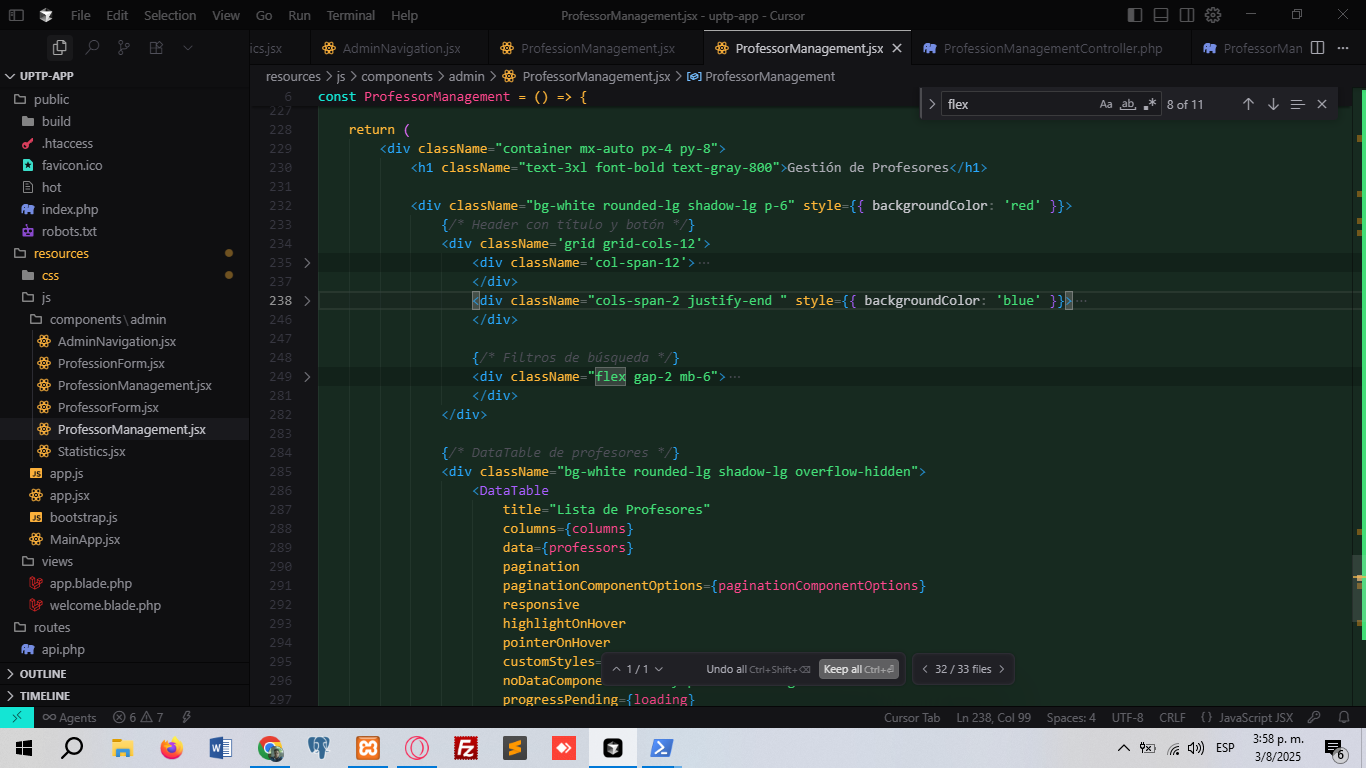 File Edit Selection View Go Run Terminal Help
ProfessorManagement.jsx - uptp-app - Cursor
ics.jsx
AdminNavigation.jsx
ProfessionManagement.jsx
ProfessorManagement.jsx
ProfessionManagementController.php
ProfessorMan
UPTP-APP
public
build
.htaccess
favicon.ico
hot
index.php
robots.txt
resources
css
js
components\admin
AdminNavigation.jsx
ProfessionForm.jsx
ProfessionManagement.jsx
ProfessorForm.jsx
ProfessorManagement.jsx
Statistics.jsx
app.js
app.jsx
bootstrap.js
MainApp.jsx
views
app.blade.php
welcome.blade.php
routes
api.php
OUTLINE
TIMELINE
resources > js > components > admin > ProfessorManagement.jsx > ProfessorManagement
flex Aa ab 8 of 11
6 const ProfessorManagement = () => {
227
228 return (
229 <div className="container mx-auto px-4 py-8">
230 <h1 className="text-3xl font-bold text-gray-800">Gestión de Profesores</h1>
231
232 <div className="bg-white rounded-lg shadow-lg p-6" style={{ backgroundColor: 'red' }}>
233 {/* Header con título y botón */}
234 <div className='grid grid-cols-12'>
235 <div className='col-span-12'>···
237 </div>
238 <div className="cols-span-2 justify-end " style={{ backgroundColor: 'blue' }}>···
246 </div>
247
248 {/* Filtros de búsqueda */}
249 <div className="flex gap-2 mb-6">···
281 </div>
282 </div>
283
284 {/* DataTable de profesores */}
285 <div className="bg-white rounded-lg shadow-lg overflow-hidden">
286 <DataTable
287 title="Lista de Profesores"
288 columns={columns}
289 data={professors}
290 pagination
291 paginationComponentOptions={paginationComponentOptions}
292 responsive
293 highlightOnHover
294 pointerOnHover
295 customStyles=
296 noDataCompone
297 progressPending={loading}
1 / 1 Undo all Ctrl+Shift+⌫ Keep all Ctrl+⏎
32 / 33 files
Agents 6 7
Cursor Tab Ln 238, Col 99 Spaces: 4 UTF-8 CRLF {} JavaScript JSX
ESP
3:58 p. m.
3/8/2025
6